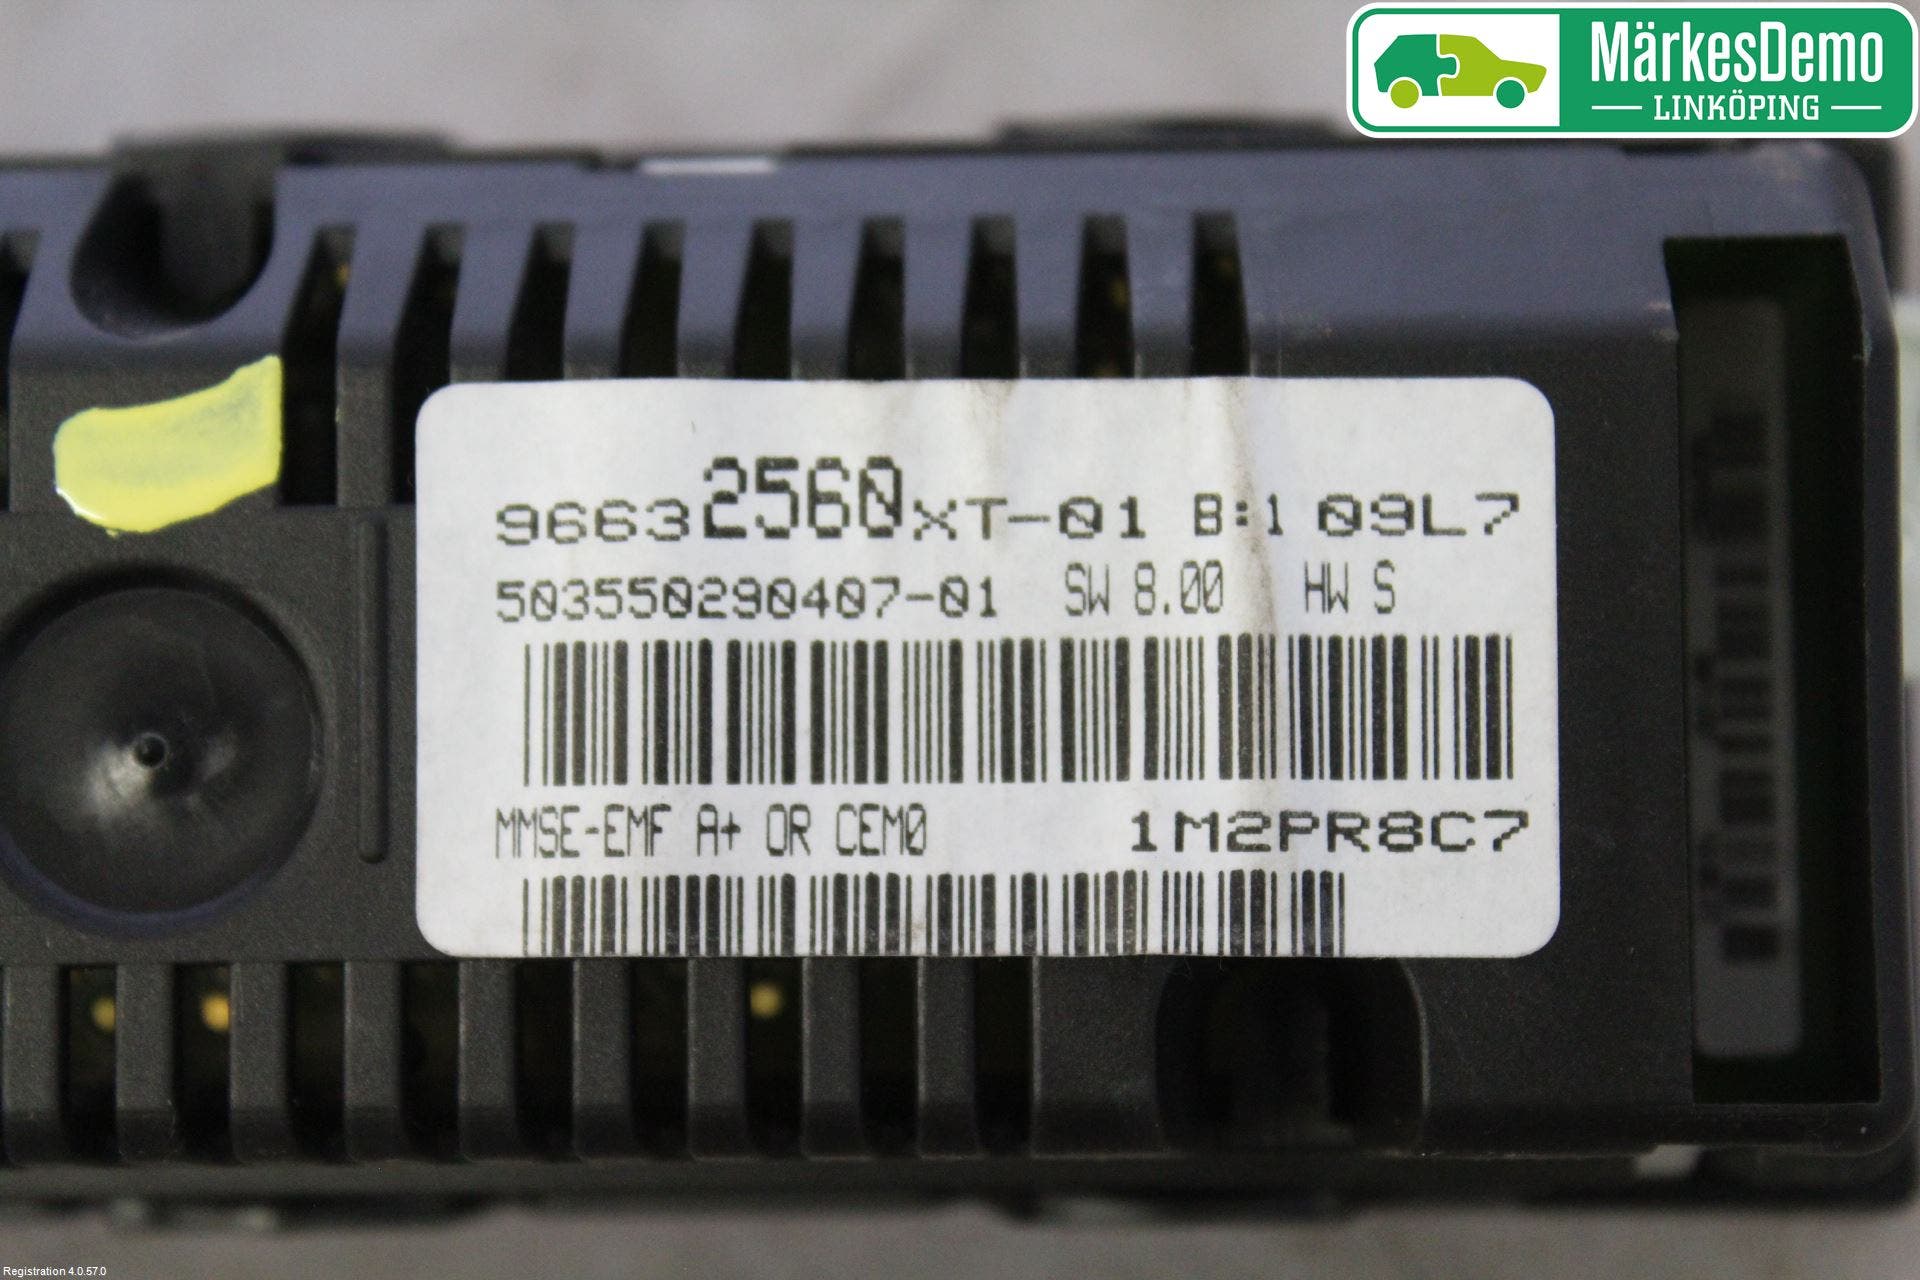 MärkesDemo
LINKÖPING
96632560XT-01 B:1 09L7
503550290407-01 SW 8.00 HW S
MMSE-EMF A+ OR CEM0 1M2PR8C7
Registration 4.0.57.0